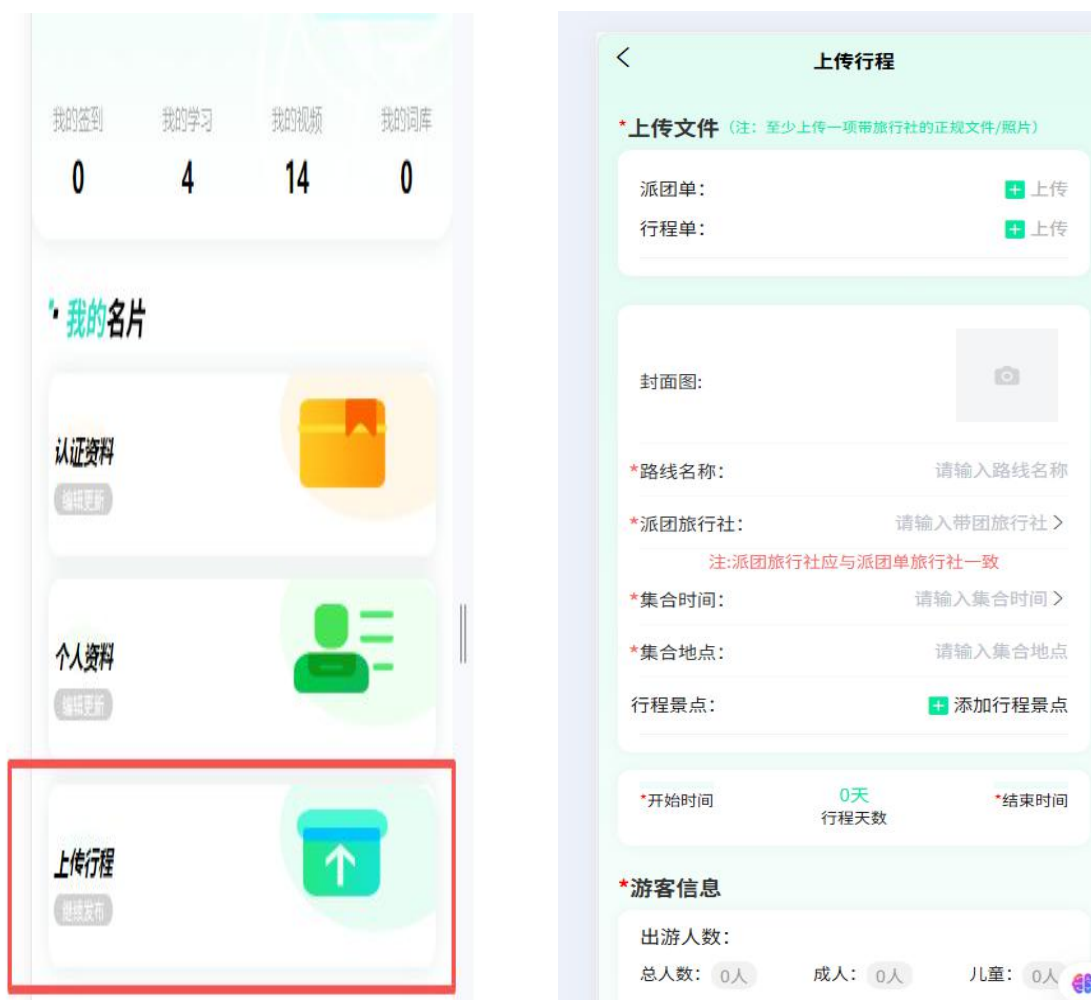 我的签到 我的学习 我的视频 我的词库
0 4 14 0
我的名片
认证资料
编辑更新
个人资料
编辑更新
上传行程
继续发布
上传行程
*上传文件（注：至少上传一项带旅行社的正规文件/照片）
派团单： 上传
行程单： 上传
封面图:
*路线名称： 请输入路线名称
*派团旅行社： 请输入带团旅行社
注:派团旅行社应与派团单旅行社一致
*集合时间： 请输入集合时间
*集合地点： 请输入集合地点
行程景点： 添加行程景点
*开始时间 0天 *结束时间
行程天数
*游客信息
出游人数：
总人数： 0人 成人： 0人 儿童： 0人